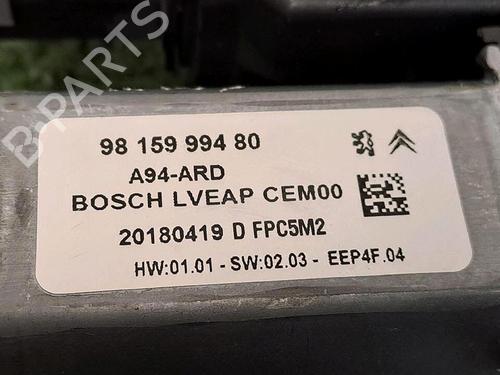 98 159 994 80
A94-ARD
BOSCH LVEAP CEM00
20180419 D FPC5M2
HW:01.01 - SW:02.03 - EEP4F.04
B-PARTS